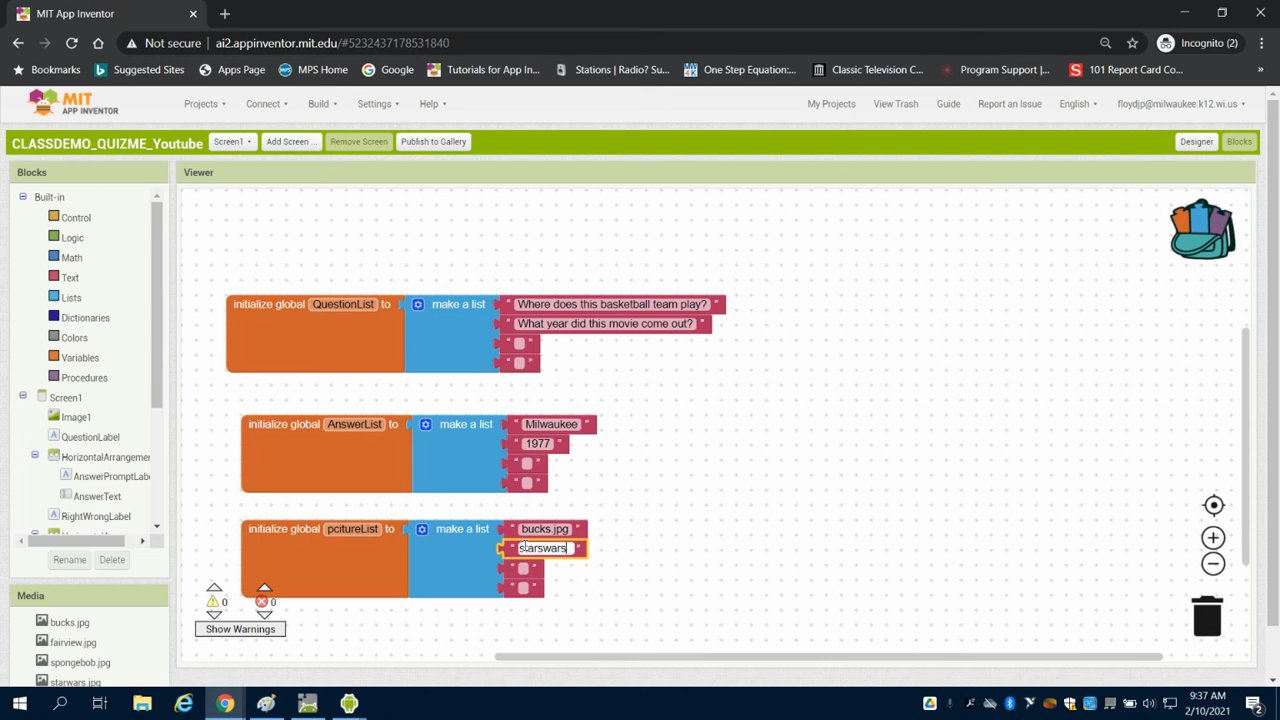 MIT App Inventor
Not secure
ai2.appinventor.mit.edu/#5232437178531840
Incognito (2)
Bookmarks
Suggested Sites
Apps Page
MPS Home
Google
Tutorials for App In...
Stations | Radio? Su...
One Step Equation:...
Classic Television C...
Program Support |...
101 Report Card Co...
»
MIT
APP INVENTOR
Projects
Connect
Build
Settings
Help
My Projects
View Trash
Guide
Report an Issue
English
floydjp@milwaukee.k12.wi.us
CLASSDEMO_QUIZME_Youtube
Screen1
Add Screen ...
Remove Screen
Publish to Gallery
Designer
Blocks
Blocks
Viewer
Built-in
Control
Logic
Math
Text
Lists
Dictionaries
Colors
Variables
Procedures
Screen1
Image1
QuestionLabel
HorizontalArrangeme
AnswerPromptLab
AnswerText
RightWrongLabel
Rename
Delete
Media
bucks.jpg
fairview.jpg
spongebob.jpg
starwars.jpg
initialize global QuestionList to make a list " Where does this basketball team play? "
" What year did this movie come out? "
" "
" "
initialize global AnswerList to make a list " Milwaukee "
" 1977 "
" "
" "
initialize global pcitureList to make a list " bucks.jpg "
" starswars "
" "
" "
0
0
Show Warnings
9:37 AM
2/10/2021
2